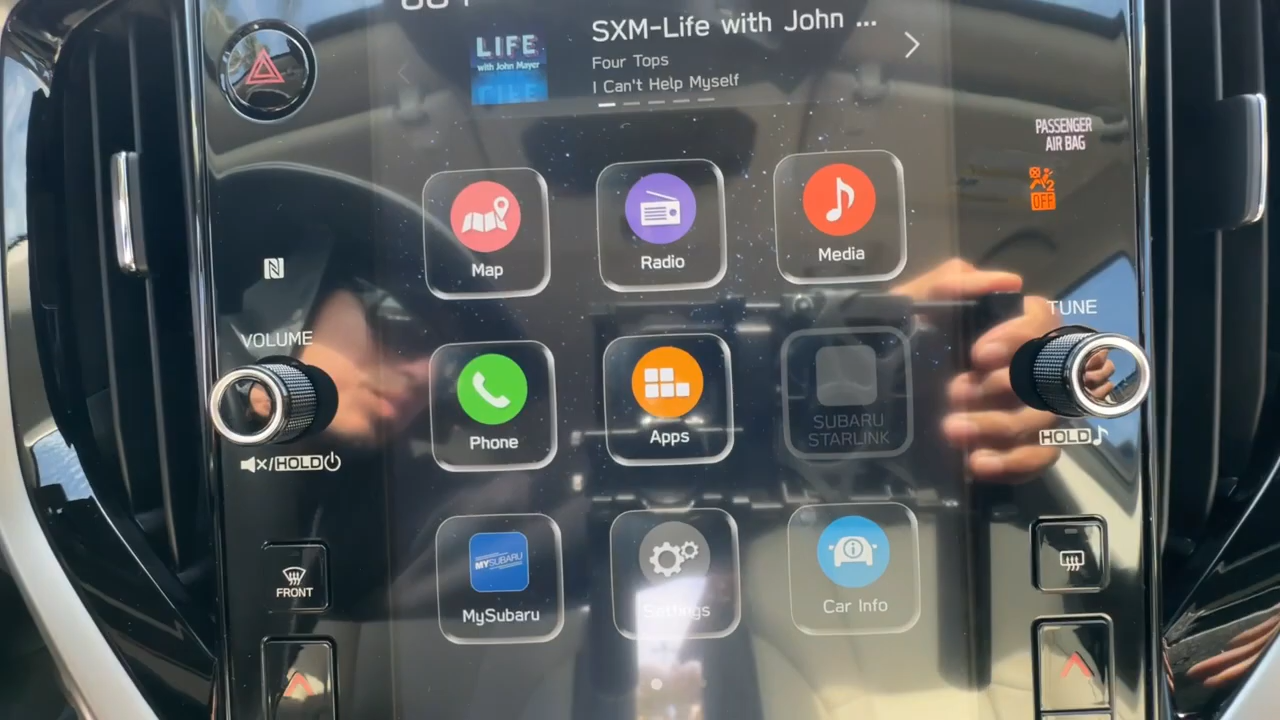 SXM-Life with John ...
LIFE
with John Mayer
Four Tops
I Can't Help Myself
PASSENGER
AIR BAG
2
OFF
Map
Radio
Media
VOLUME
TUNE
Phone
Apps
SUBARU
STARLINK
HOLD
HOLD
MYSUBARU
FRONT
MySubaru
Settings
Car Info